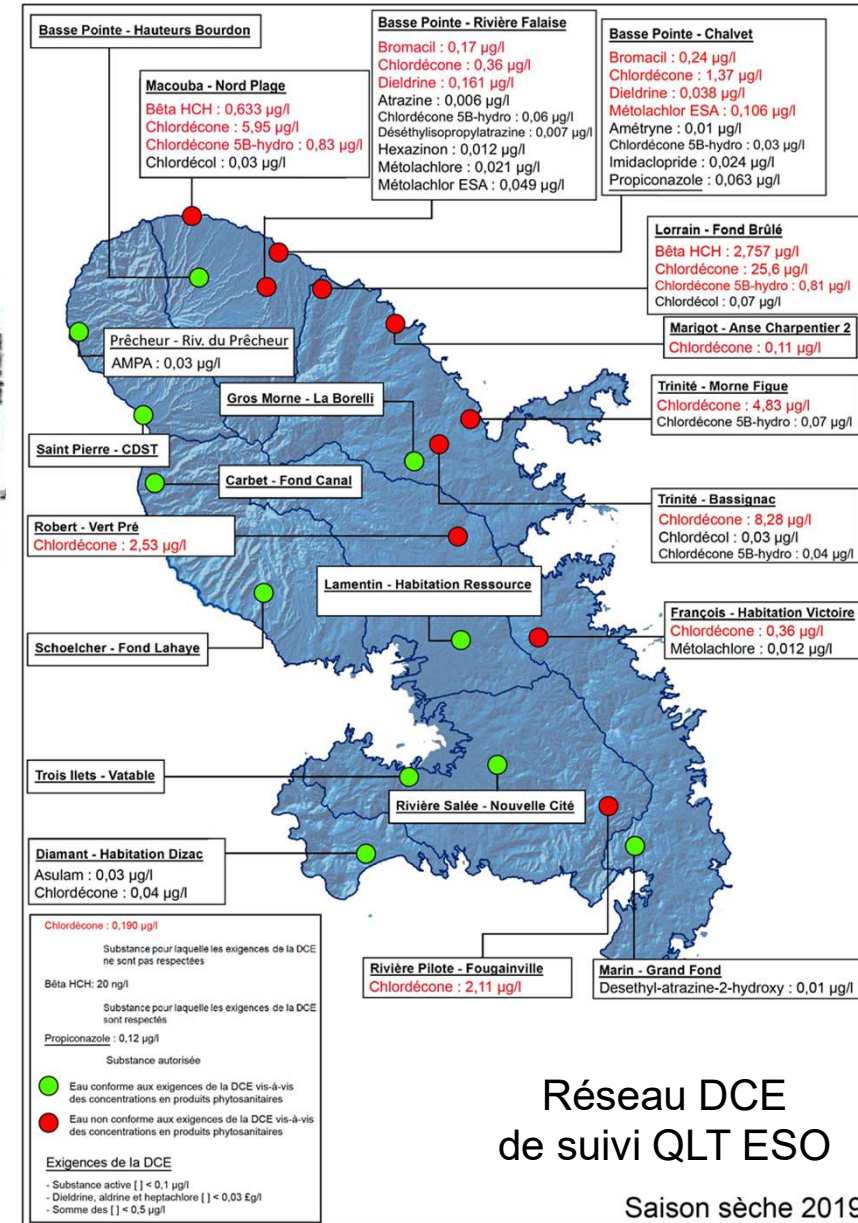 Basse Pointe - Hauteurs Bourdon
Macouba - Nord Plage
Bêta HCH : 0,633 µg/l
Chlordécone : 5,95 µg/l
Chlordécone 5B-hydro : 0,83 µg/l
Chlordécol : 0,03 µg/l
Basse Pointe - Rivière Falaise
Bromacil : 0,17 µg/l
Chlordécone : 0,36 µg/l
Dieldrine : 0,161 µg/l
Atrazine : 0,006 µg/l
Chlordécone 5B-hydro : 0,06 µg/l
Déséthylisopropylatrazine : 0,007 µg/l
Hexazinon : 0,012 µg/l
Métolachlore : 0,021 µg/l
Métolachlor ESA : 0,049 µg/l
Basse Pointe - Chalvet
Bromacil : 0,24 µg/l
Chlordécone : 1,37 µg/l
Dieldrine : 0,038 µg/l
Métolachlor ESA : 0,106 µg/l
Amétryne : 0,01 µg/l
Chlordécone 5B-hydro : 0,03 µg/l
Imidaclopride : 0,024 µg/l
Propiconazole : 0,063 µg/l
Lorrain - Fond Brûlé
Bêta HCH : 2,757 µg/l
Chlordécone : 25,6 µg/l
Chlordécone 5B-hydro : 0,81 µg/l
Chlordécol : 0,07 µg/l
Marigot - Anse Charpentier 2
Chlordécone : 0,11 µg/l
Prêcheur - Riv. du Prêcheur
AMPA : 0,03 µg/l
Gros Morne - La Borelli
Trinité - Morne Figue
Chlordécone : 4,83 µg/l
Chlordécone 5B-hydro : 0,07 µg/l
Saint Pierre - CDST
Carbet - Fond Canal
Trinité - Bassignac
Chlordécone : 8,28 µg/l
Chlordécol : 0,03 µg/l
Chlordécone 5B-hydro : 0,04 µg/l
Robert - Vert Pré
Chlordécone : 2,53 µg/l
Lamentin - Habitation Ressource
François - Habitation Victoire
Chlordécone : 0,36 µg/l
Métolachlore : 0,012 µg/l
Schoelcher - Fond Lahaye
Trois Ilets - Vatable
Rivière Salée - Nouvelle Cité
Diamant - Habitation Dizac
Asulam : 0,03 µg/l
Chlordécone : 0,04 µg/l
Rivière Pilote - Fougainville
Chlordécone : 2,11 µg/l
Marin - Grand Fond
Desethyl-atrazine-2-hydroxy : 0,01 µg/l
Chlordécone : 0,190 µg/l
Substance pour laquelle les exigences de la DCE
ne sont pas respectées
Bêta HCH: 20 ng/l
Substance pour laquelle les exigences de la DCE
sont respectés
Propiconazole : 0,12 µg/l
Substance autorisée
Eau conforme aux exigences de la DCE vis-à-vis
des concentrations en produits phytosanitaires
Eau non conforme aux exigences de la DCE vis-à-vis
des concentrations en produits phytosanitaires
Exigences de la DCE
- Substance active [ ] < 0,1 µg/l
- Dieldrine, aldrine et heptachlore [ ] < 0,03 £g/l
- Somme des [ ] < 0,5 µg/l
Réseau DCE
de suivi QLT ESO
Saison sèche 2019